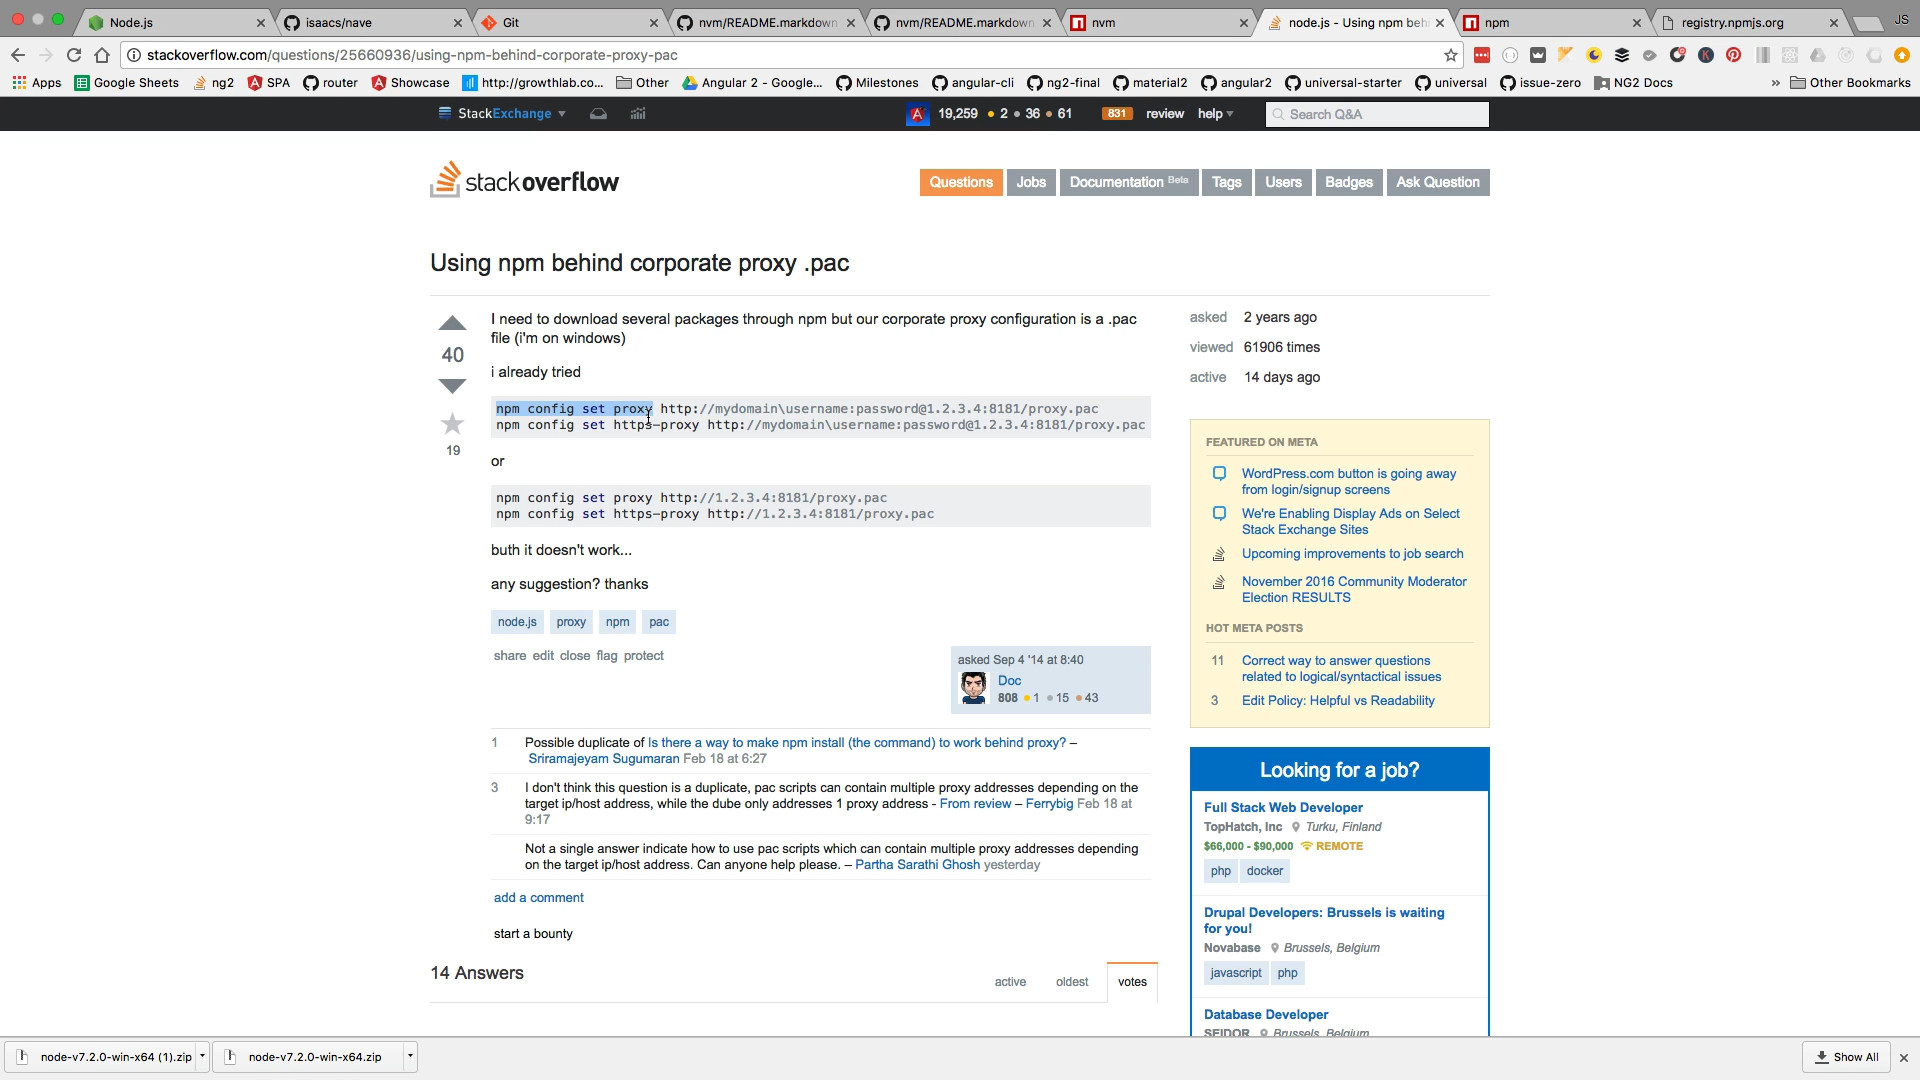 Node.js
isaacs/nave
Git
nvm/README.markdown
nvm/README.markdown
nvm
node.js - Using npm beh
npm
registry.npmjs.org
JS
stackoverflow.com/questions/25660936/using-npm-behind-corporate-proxy-pac
Apps
Google Sheets
ng2
SPA
router
Showcase
http://growthlab.co...
Other
Angular 2 - Google...
Milestones
angular-cli
ng2-final
material2
angular2
universal-starter
universal
issue-zero
NG2 Docs
»
Other Bookmarks
StackExchange
19,259 2 36 61
831
review
help
Search Q&A
stackoverflow
Questions
Jobs
Documentation Beta
Tags
Users
Badges
Ask Question
Using npm behind corporate proxy .pac
40
19
I need to download several packages through npm but our corporate proxy configuration is a .pac
file (i'm on windows)
i already tried
npm config set proxy http://mydomain\username:password@1.2.3.4:8181/proxy.pac
npm config set https-proxy http://mydomain\username:password@1.2.3.4:8181/proxy.pac
or
npm config set proxy http://1.2.3.4:8181/proxy.pac
npm config set https-proxy http://1.2.3.4:8181/proxy.pac
buth it doesn't work...
any suggestion? thanks
node.js proxy npm pac
share edit close flag protect
asked Sep 4 '14 at 8:40
Doc
808 1 15 43
1 Possible duplicate of Is there a way to make npm install (the command) to work behind proxy? –
Sriramajeyam Sugumaran Feb 18 at 6:27
3 I don't think this question is a duplicate, pac scripts can contain multiple proxy addresses depending on the
target ip/host address, while the dube only addresses 1 proxy address - From review – Ferrybig Feb 18 at
9:17
Not a single answer indicate how to use pac scripts which can contain multiple proxy addresses depending
on the target ip/host address. Can anyone help please. – Partha Sarathi Ghosh yesterday
add a comment
start a bounty
14 Answers
active
oldest
votes
asked 2 years ago
viewed 61906 times
active 14 days ago
FEATURED ON META
WordPress.com button is going away
from login/signup screens
We're Enabling Display Ads on Select
Stack Exchange Sites
Upcoming improvements to job search
November 2016 Community Moderator
Election RESULTS
HOT META POSTS
11 Correct way to answer questions
related to logical/syntactical issues
3 Edit Policy: Helpful vs Readability
Looking for a job?
Full Stack Web Developer
TopHatch, Inc Turku, Finland
$66,000 - $90,000 REMOTE
php docker
Drupal Developers: Brussels is waiting
for you!
Novabase Brussels, Belgium
javascript php
Database Developer
SEIDOR Brussels, Belgium
node-v7.2.0-win-x64 (1).zip
node-v7.2.0-win-x64.zip
Show All